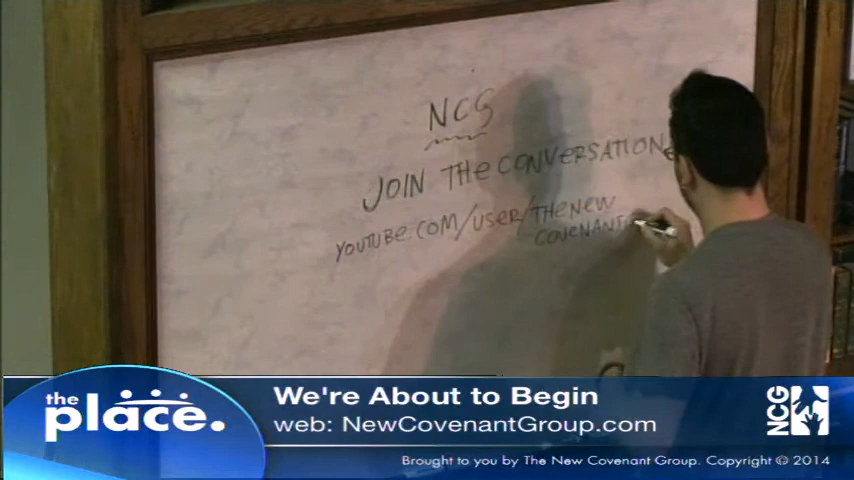 NCG
JOIN THE CONVERSATION
YOUTUBE.COM/USER/THENEW
COVENANT
the place.
We're About to Begin
web: NewCovenantGroup.com
NCG
Brought to you by The New Covenant Group. Copyright © 2014